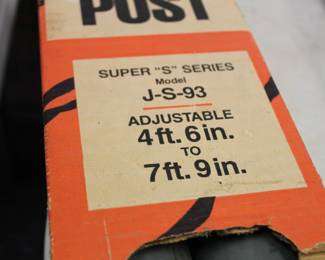 POST
SUPER "S" SERIES
Model
J-S-93
ADJUSTABLE
4ft. 6in.
TO
7ft. 9in.